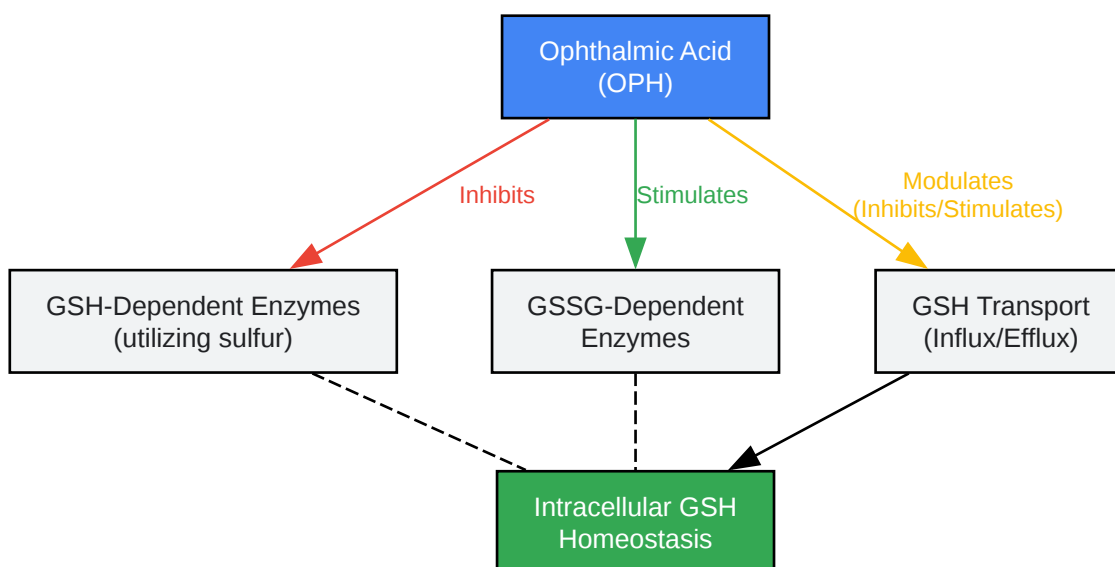 Ophthalmic Acid
(OPH)
Inhibits
Stimulates
Modulates
(Inhibits/Stimulates)
GSH-Dependent Enzymes
(utilizing sulfur)
GSSG-Dependent
Enzymes
GSH Transport
(Influx/Efflux)
Intracellular GSH
Homeostasis